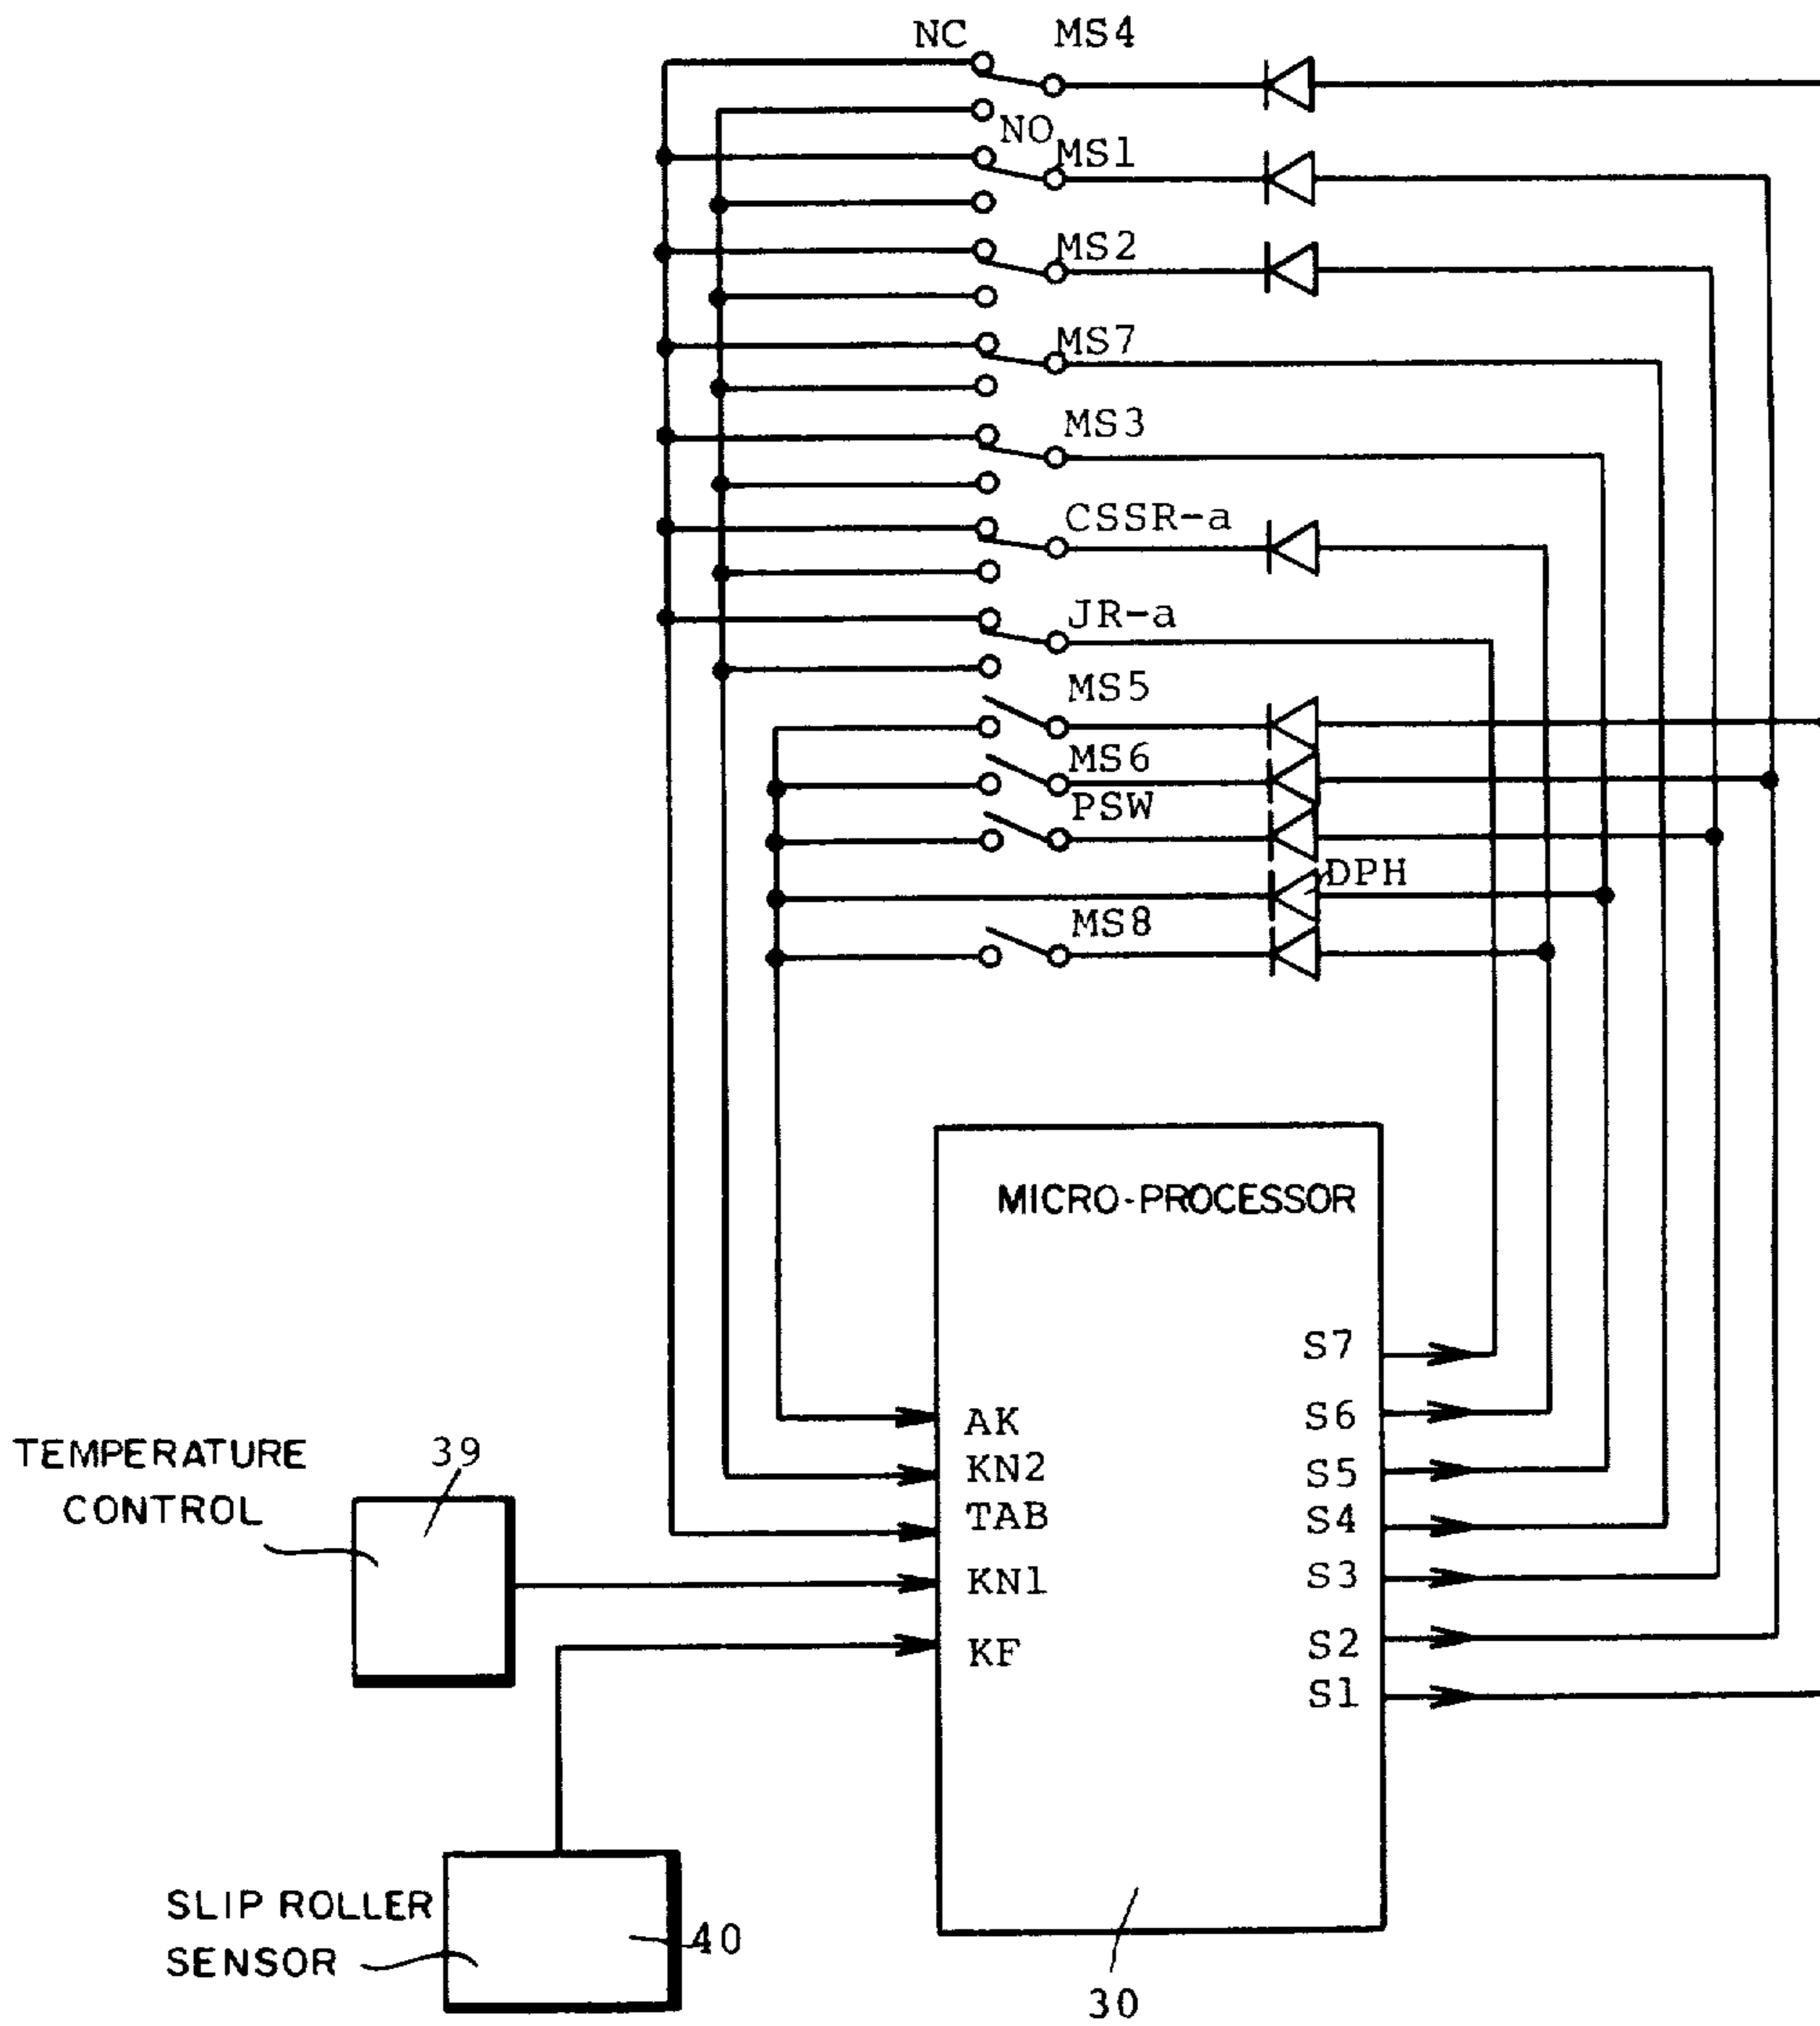 NC
MS4
NO
MS1
MS2
MS7
MS3
CSSR-a
JR-a
MS5
MS6
PSW
DPH
MS8
MICRO-PROCESSOR
S7
AK
S6
KN2
S5
TAB
S4
KN1
S3
KF
S2
S1
TEMPERATURE
CONTROL
39
SLIP ROLLER
SENSOR
40
30